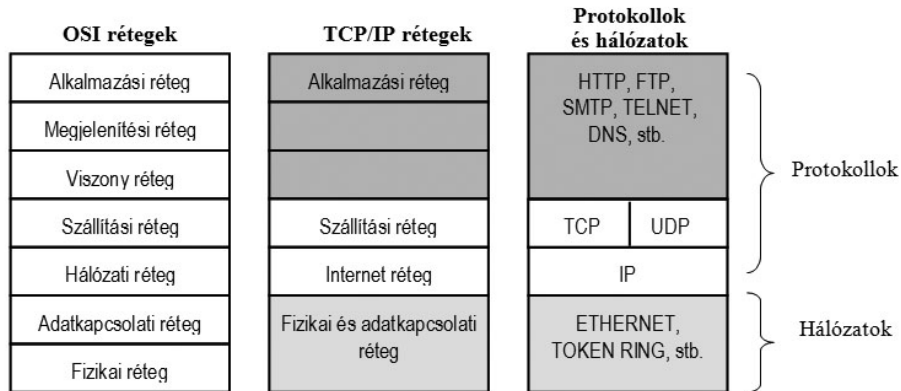 OSI rétegek
Alkalmazási réteg
Megjelenítési réteg
Viszony réteg
Szállítási réteg
Hálózati réteg
Adatkapcsolati réteg
Fizikai réteg
TCP/IP rétegek
Alkalmazási réteg
Szállítási réteg
Internet réteg
Fizikai és adatkapcsolati
réteg
Protokollok
és hálózatok
HTTP, FTP,
SMTP, TELNET,
DNS, stb.
TCP
UDP
IP
ETHERNET,
TOKEN RING, stb.
Protokollok
Hálózatok